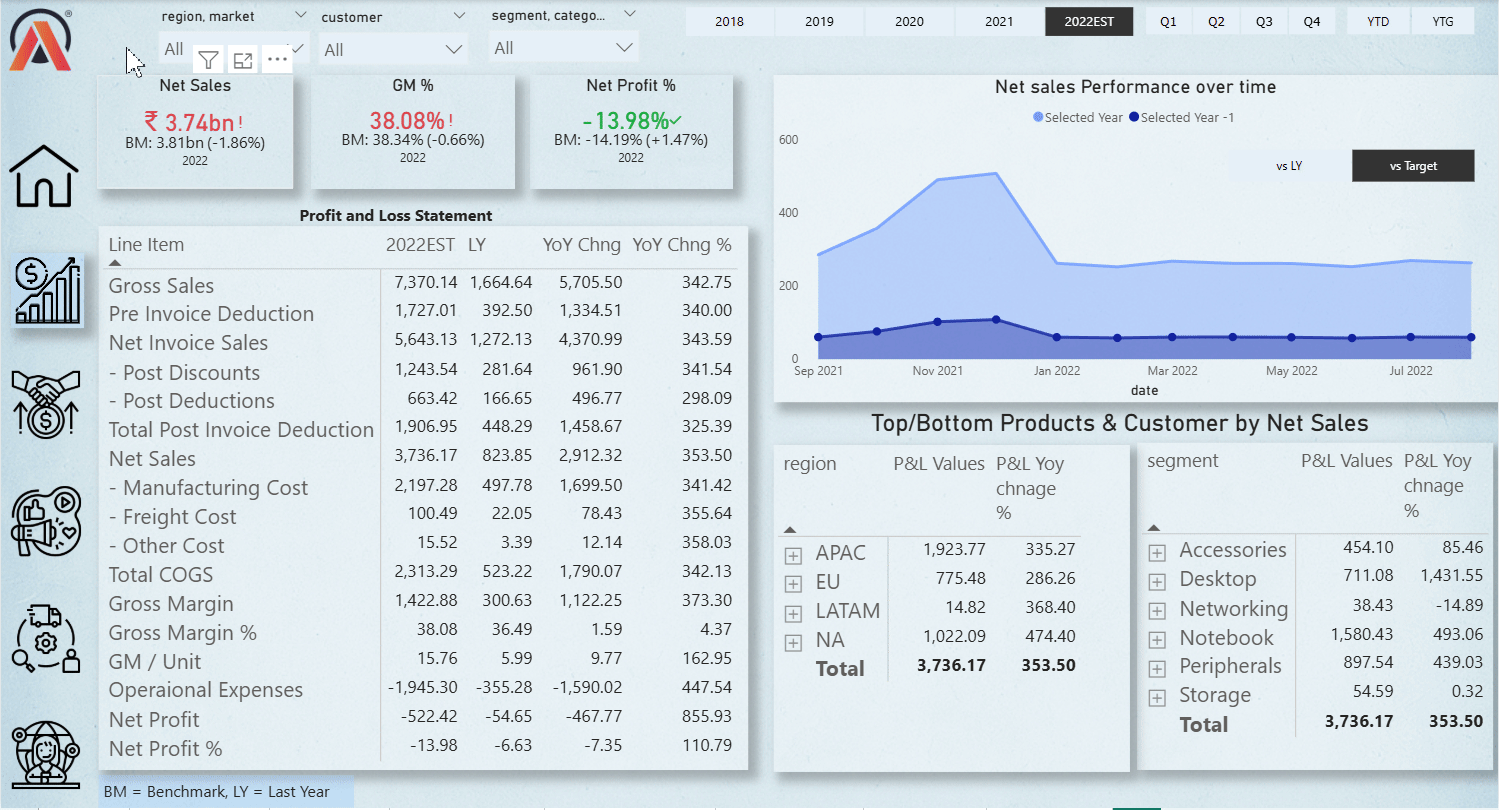 region, market
customer
segment, catego...
All
All
All
2018 2019 2020 2021 2022EST
Q1 Q2 Q3 Q4
YTD YTG
Net Sales
₹ 3.74bn!
BM: 3.81bn (-1.86%)
2022
GM %
38.08%!
BM: 38.34% (-0.66%)
2022
Net Profit %
-13.98%✓
BM: -14.19% (+1.47%)
2022
Net sales Performance over time
Selected Year Selected Year -1
vs LY vs Target
600
400
200
0
Sep 2021 Nov 2021 Jan 2022 Mar 2022 May 2022 Jul 2022
date
Profit and Loss Statement
Line Item 2022EST LY YoY Chng YoY Chng %
Gross Sales 7,370.14 1,664.64 5,705.50 342.75
Pre Invoice Deduction 1,727.01 392.50 1,334.51 340.00
Net Invoice Sales 5,643.13 1,272.13 4,370.99 343.59
- Post Discounts 1,243.54 281.64 961.90 341.54
- Post Deductions 663.42 166.65 496.77 298.09
Total Post Invoice Deduction 1,906.95 448.29 1,458.67 325.39
Net Sales 3,736.17 823.85 2,912.32 353.50
- Manufacturing Cost 2,197.28 497.78 1,699.50 341.42
- Freight Cost 100.49 22.05 78.43 355.64
- Other Cost 15.52 3.39 12.14 358.03
Total COGS 2,313.29 523.22 1,790.07 342.13
Gross Margin 1,422.88 300.63 1,122.25 373.30
Gross Margin % 38.08 36.49 1.59 4.37
GM / Unit 15.76 5.99 9.77 162.95
Operaional Expenses -1,945.30 -355.28 -1,590.02 447.54
Net Profit -522.42 -54.65 -467.77 855.93
Net Profit % -13.98 -6.63 -7.35 110.79
BM = Benchmark, LY = Last Year
Top/Bottom Products & Customer by Net Sales
region P&L Values P&L Yoy
chnage
%
APAC 1,923.77 335.27
EU 775.48 286.26
LATAM 14.82 368.40
NA 1,022.09 474.40
Total 3,736.17 353.50
segment P&L Values P&L Yoy
chnage
%
Accessories 454.10 85.46
Desktop 711.08 1,431.55
Networking 38.43 -14.89
Notebook 1,580.43 493.06
Peripherals 897.54 439.03
Storage 54.59 0.32
Total 3,736.17 353.50